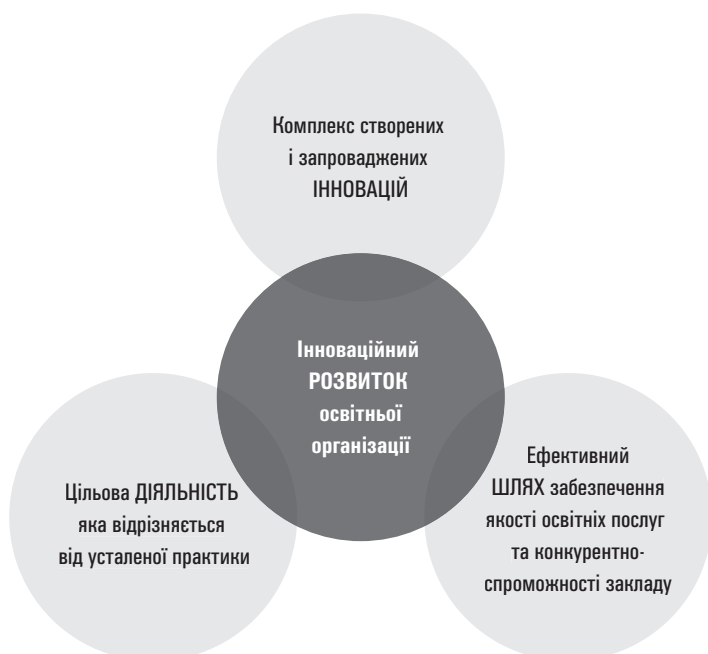 Комплекс створених
і запроваджених
ІННОВАЦІЙ
Інноваційний
РОЗВИТОК
освітньої
організації
Цільова ДІЯЛЬНІСТЬ
яка відрізняється
від усталеної практики
Ефективний
ШЛЯХ забезпечення
якості освітніх послуг
та конкурентно-
спроможності закладу